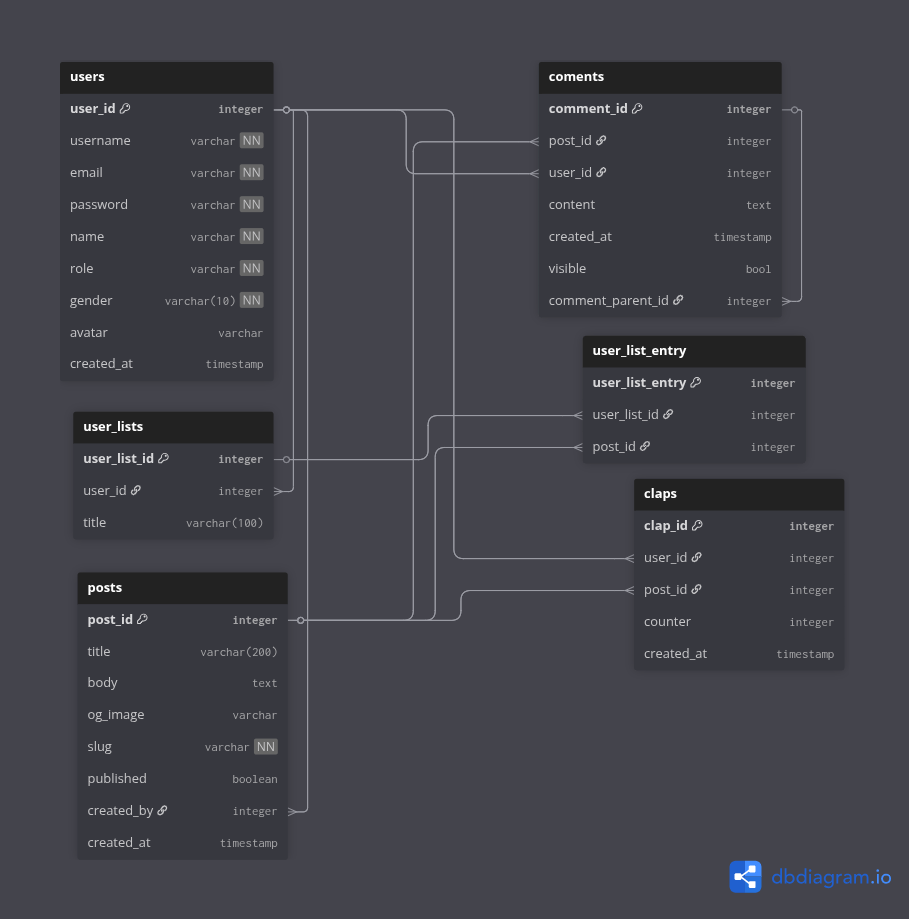 users
user_id integer
username varchar NN
email varchar NN
password varchar NN
name varchar NN
role varchar NN
gender varchar(10) NN
avatar varchar
created_at timestamp
coments
comment_id integer
post_id integer
user_id integer
content text
created_at timestamp
visible bool
comment_parent_id integer
user_list_entry
user_list_entry integer
user_list_id integer
post_id integer
user_lists
user_list_id integer
user_id integer
title varchar(100)
claps
clap_id integer
user_id integer
post_id integer
counter integer
created_at timestamp
posts
post_id integer
title varchar(200)
body text
og_image varchar
slug varchar NN
published boolean
created_by integer
created_at timestamp
dbdiagram.io